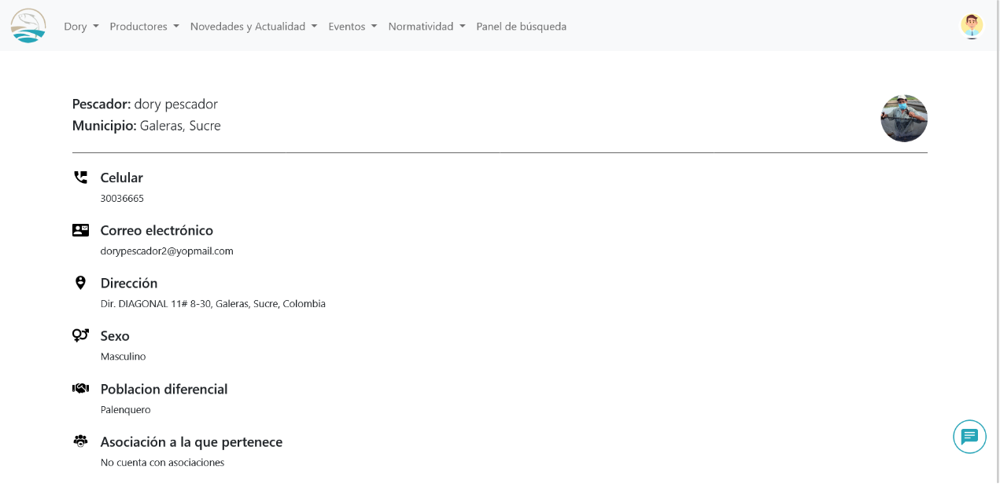 Dory Productores Novedades y Actualidad Eventos Normatividad Panel de búsqueda
Pescador: dory pescador
Municipio: Galeras, Sucre
Celular
30036665
Correo electrónico
dorypescador2@yopmail.com
Dirección
Dir. DIAGONAL 11# 8-30, Galeras, Sucre, Colombia
Sexo
Masculino
Poblacion diferencial
Palenquero
Asociación a la que pertenece
No cuenta con asociaciones